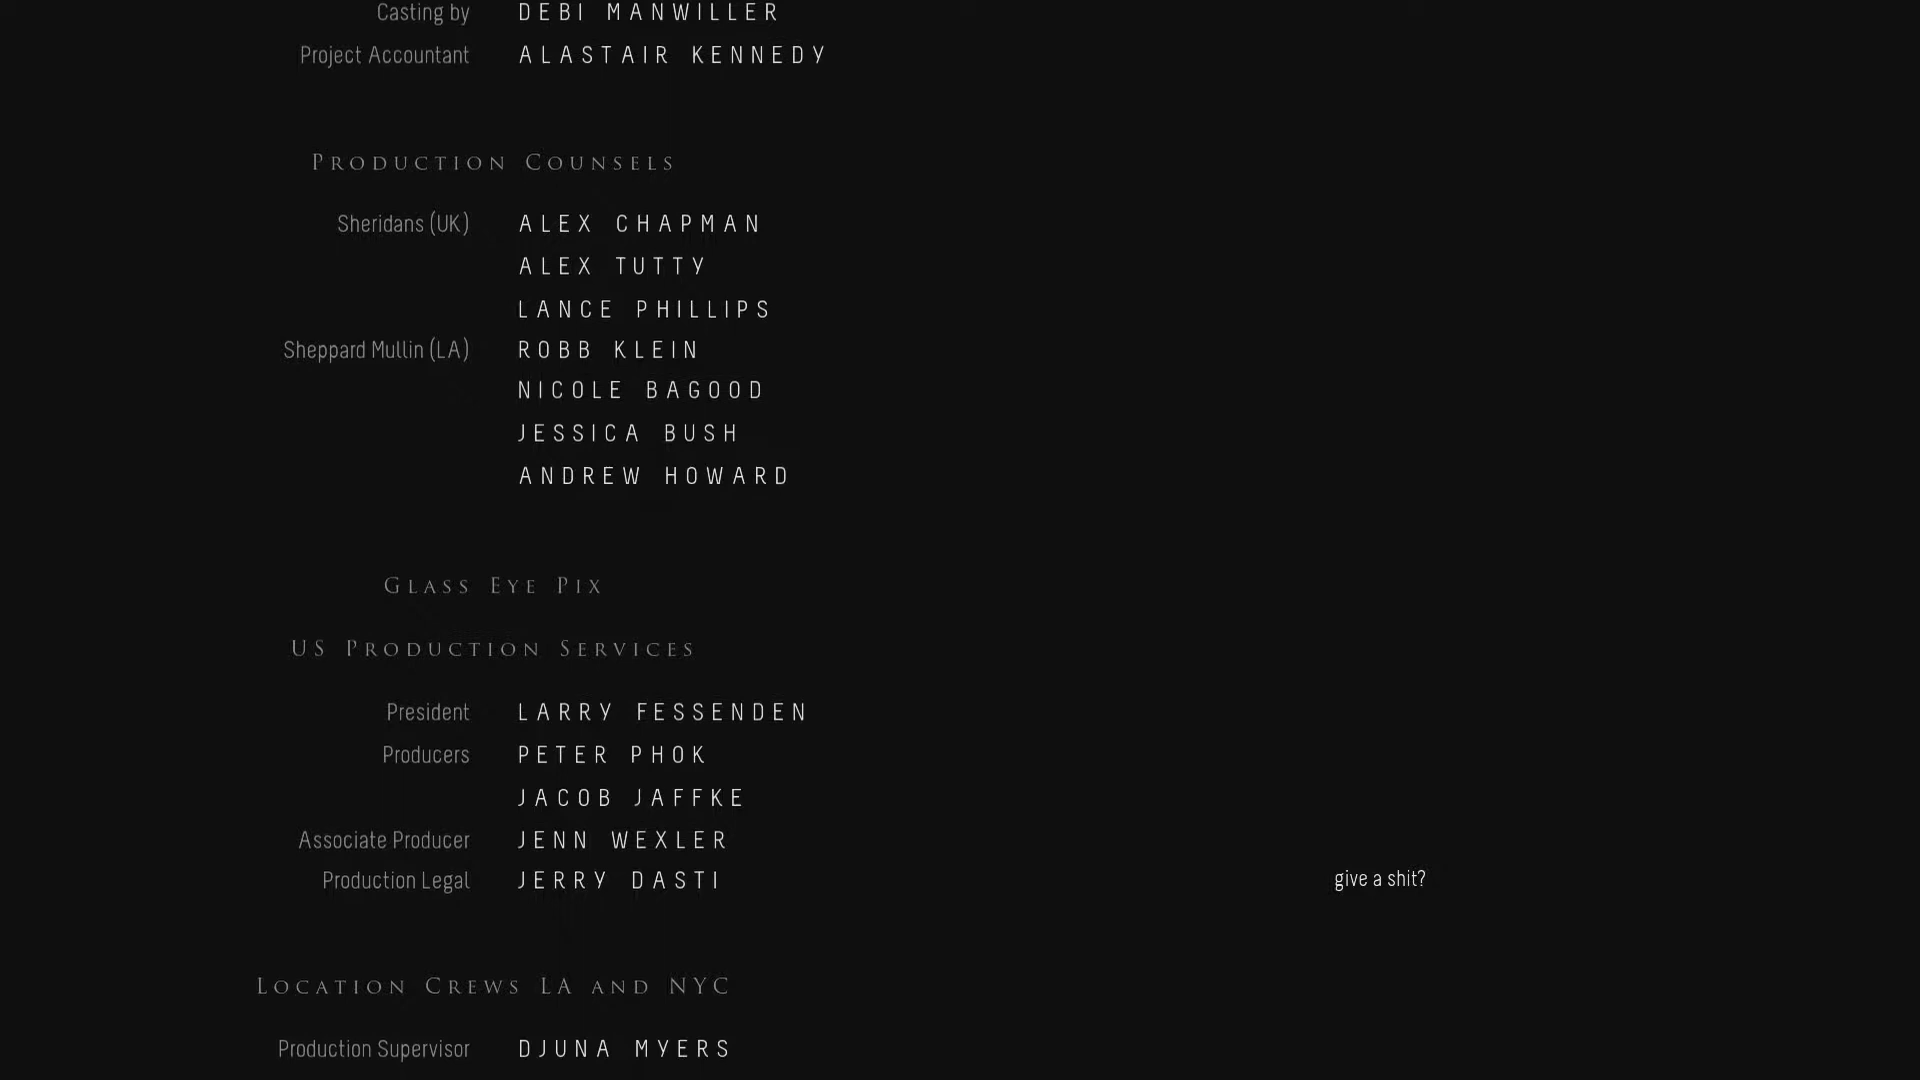 Casting by DEBI MANWILLER
Project Accountant ALASTAIR KENNEDY
PRODUCTION COUNSELS
Sheridans (UK) ALEX CHAPMAN
ALEX TUTTY
LANCE PHILLIPS
Sheppard Mullin (LA) ROBB KLEIN
NICOLE BAGOOD
JESSICA BUSH
ANDREW HOWARD
GLASS EYE PIX
US PRODUCTION SERVICES
President LARRY FESSENDEN
Producers PETER PHOK
JACOB JAFFKE
Associate Producer JENN WEXLER
Production Legal JERRY DASTI
give a shit?
LOCATION CREWS LA AND NYC
Production Supervisor DJUNA MYERS